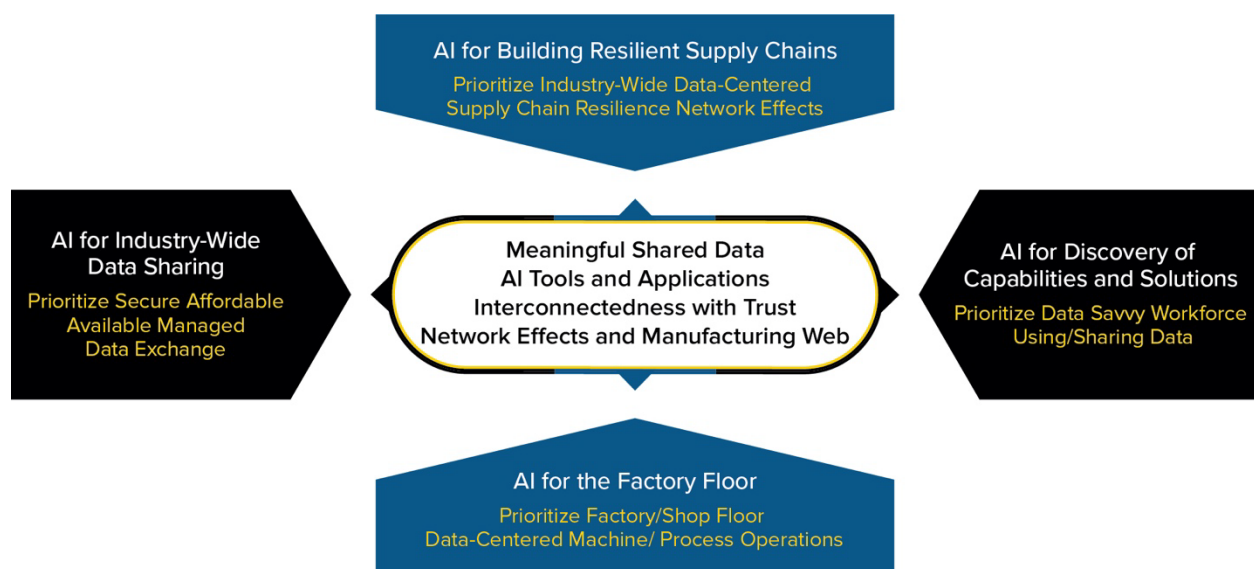 AI for Building Resilient Supply Chains
Prioritize Industry-Wide Data-Centered
Supply Chain Resilience Network Effects
AI for Industry-Wide
Data Sharing
Prioritize Secure Affordable
Available Managed
Data Exchange
Meaningful Shared Data
AI Tools and Applications
Interconnectedness with Trust
Network Effects and Manufacturing Web
AI for Discovery of
Capabilities and Solutions
Prioritize Data Savvy Workforce
Using/Sharing Data
AI for the Factory Floor
Prioritize Factory/Shop Floor
Data-Centered Machine/ Process Operations